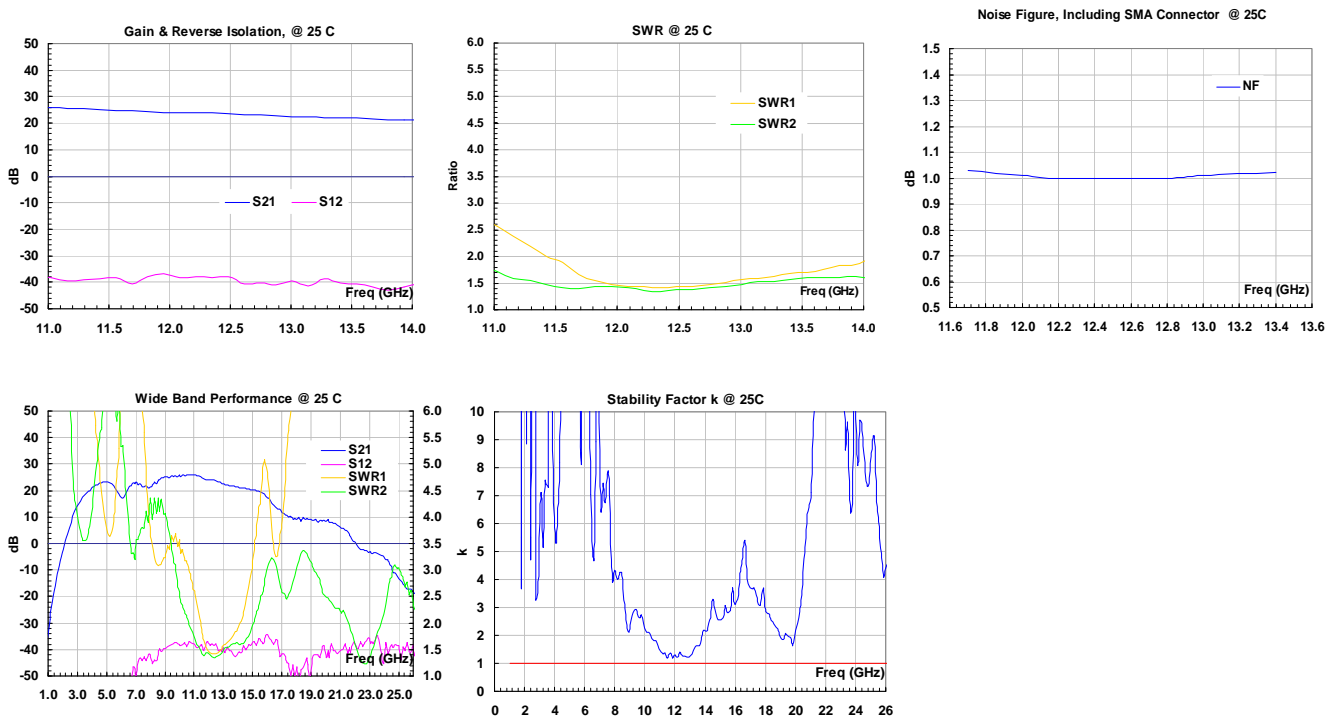 Gain & Reverse Isolation, @ 25 C
50
40
30
20
10
0
-10
-20
-30
-40
-50
dB
S21
S12
Freq (GHz)
11.0 11.5 12.0 12.5 13.0 13.5 14.0
SWR @ 25 C
6.0
5.5
5.0
4.5
4.0
3.5
3.0
2.5
2.0
1.5
1.0
Ratio
SWR1
SWR2
Freq (GHz)
11.0 11.5 12.0 12.5 13.0 13.5 14.0
Noise Figure, Including SMA Connector @ 25C
1.5
1.4
1.3
1.2
1.1
1.0
0.9
0.8
0.7
0.6
0.5
dB
NF
Freq (GHz)
11.6 11.8 12.0 12.2 12.4 12.6 12.8 13.0 13.2 13.4 13.6
Wide Band Performance @ 25 C
50
40
30
20
10
0
-10
-20
-30
-40
-50
dB
S21
S12
SWR1
SWR2
6.0
5.5
5.0
4.5
4.0
3.5
3.0
2.5
2.0
1.5
1.0
Freq (GHz)
1.0 3.0 5.0 7.0 9.0 11.0 13.0 15.0 17.0 19.0 21.0 23.0 25.0
Stability Factor k @ 25C
10
9
8
7
6
5
4
3
2
1
0
k
Freq (GHz)
0 2 4 6 8 10 12 14 16 18 20 22 24 26